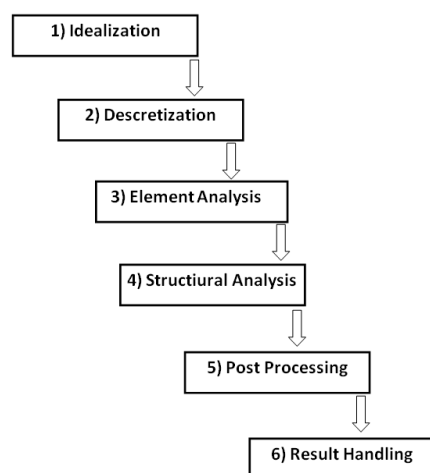 1) Idealization
2) Descretization
3) Element Analysis
4) Structiural Analysis
5) Post Processing
6) Result Handling